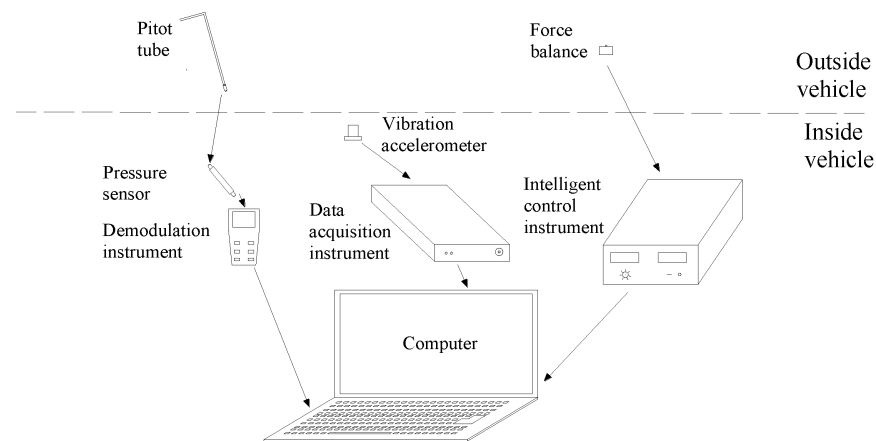 Pitot
tube
Force
balance
Outside
vehicle
Inside
vehicle
Vibration
accelerometer
Pressure
sensor
Demodulation
instrument
Data
acquisition
instrument
Intelligent
control
instrument
Computer